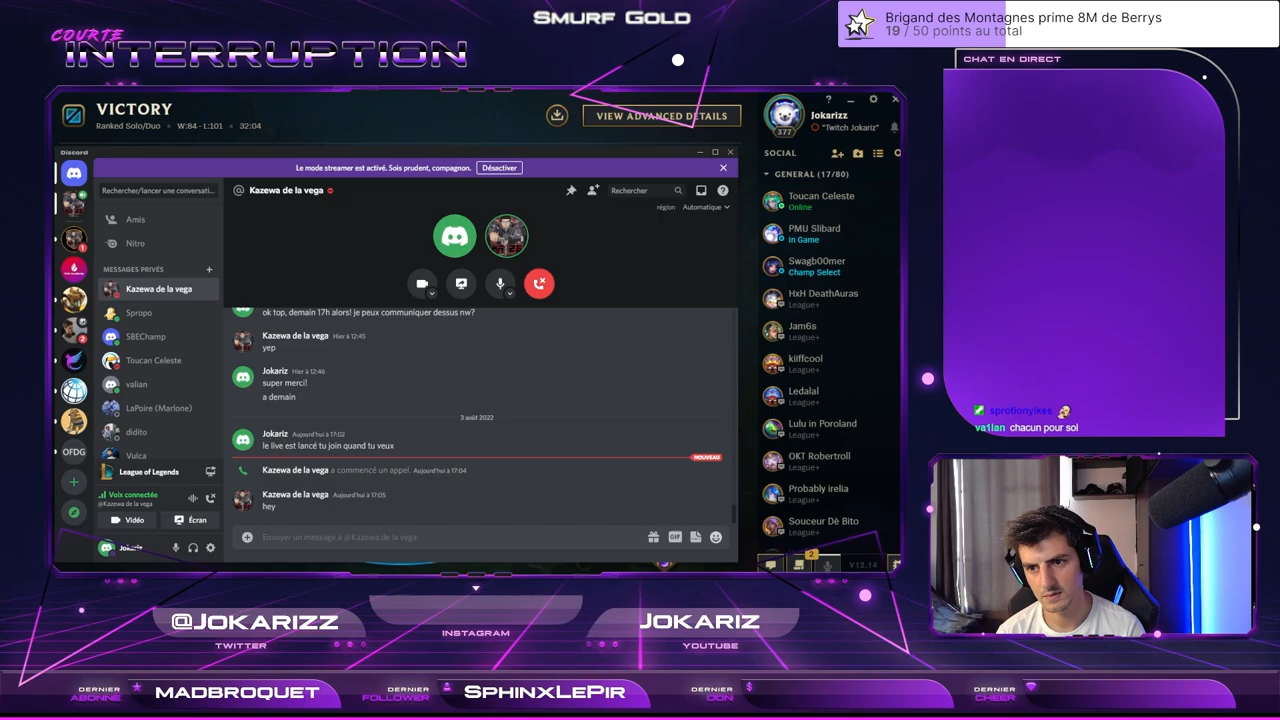 SMURF GOLD
Brigand des Montagnes prime 8M de Berrys
19 / 50 points au total
COURTE
INTERRUPTION
CHAT EN DIRECT
VICTORY
Ranked Solo/Duo • W:84 - L:101 • 32:04
VIEW ADVANCED DETAILS
377
Jokarizz
"Twitch Jokariz"
SOCIAL
GENERAL (17/80)
Toucan Celeste
Online
PMU Slibard
In Game
Swagb00mer
Champ Select
HxH DeathAuras
League+
Jam6s
League+
kiiffcool
League+
Ledalal
League+
Lulu in Poroland
League+
OKT Robertroll
League+
Probably irelia
League+
Souceur Dè Bito
League+
2
V12.14
Discord
Le mode streamer est activé. Sois prudent, compagnon.
Désactiver
Rechercher/lancer une conversati...
Amis
Nitro
MESSAGES PRIVÉS
Kazewa de la vega
Spropo
SBEChamp
Toucan Celeste
valian
LaPoire (Marlone)
didito
Vulca
OFDG
League of Legends
Voix connectée
@Kazewa de la vega
Vidéo
Écran
Jokariz
Kazewa de la vega
Rechercher
région Automatique
ok top, demain 17h alors! je peux communiquer dessus nw?
Kazewa de la vega Hier à 12:45
yep
Jokariz Hier à 12:46
super merci!
a demain
3 août 2022
Jokariz Aujourd'hui à 17:02
le live est lancé tu join quand tu veux
NOUVEAU
Kazewa de la vega a commencé un appel. Aujourd'hui à 17:04
Kazewa de la vega Aujourd'hui à 17:05
hey
Envoyer un message à @Kazewa de la vega
GIF
sprotionyikes
va1ian chacun pour soi
@JOKARIZZ
TWITTER
INSTAGRAM
JOKARIZ
YOUTUBE
DERNIER
ABONNÉ
MADBROQUET
DERNIER
FOLLOWER
SPHINXLEPIR
DERNIER
DON
DERNIER
CHEER